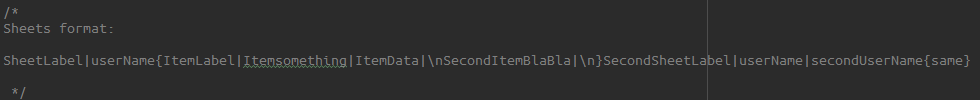 /*
Sheets format:
SheetLabel|userName{ItemLabel|Itemsomething|ItemData|\nSecondItemBlaBla|\n}SecondSheetLabel|userName|secondUserName{same}
*/